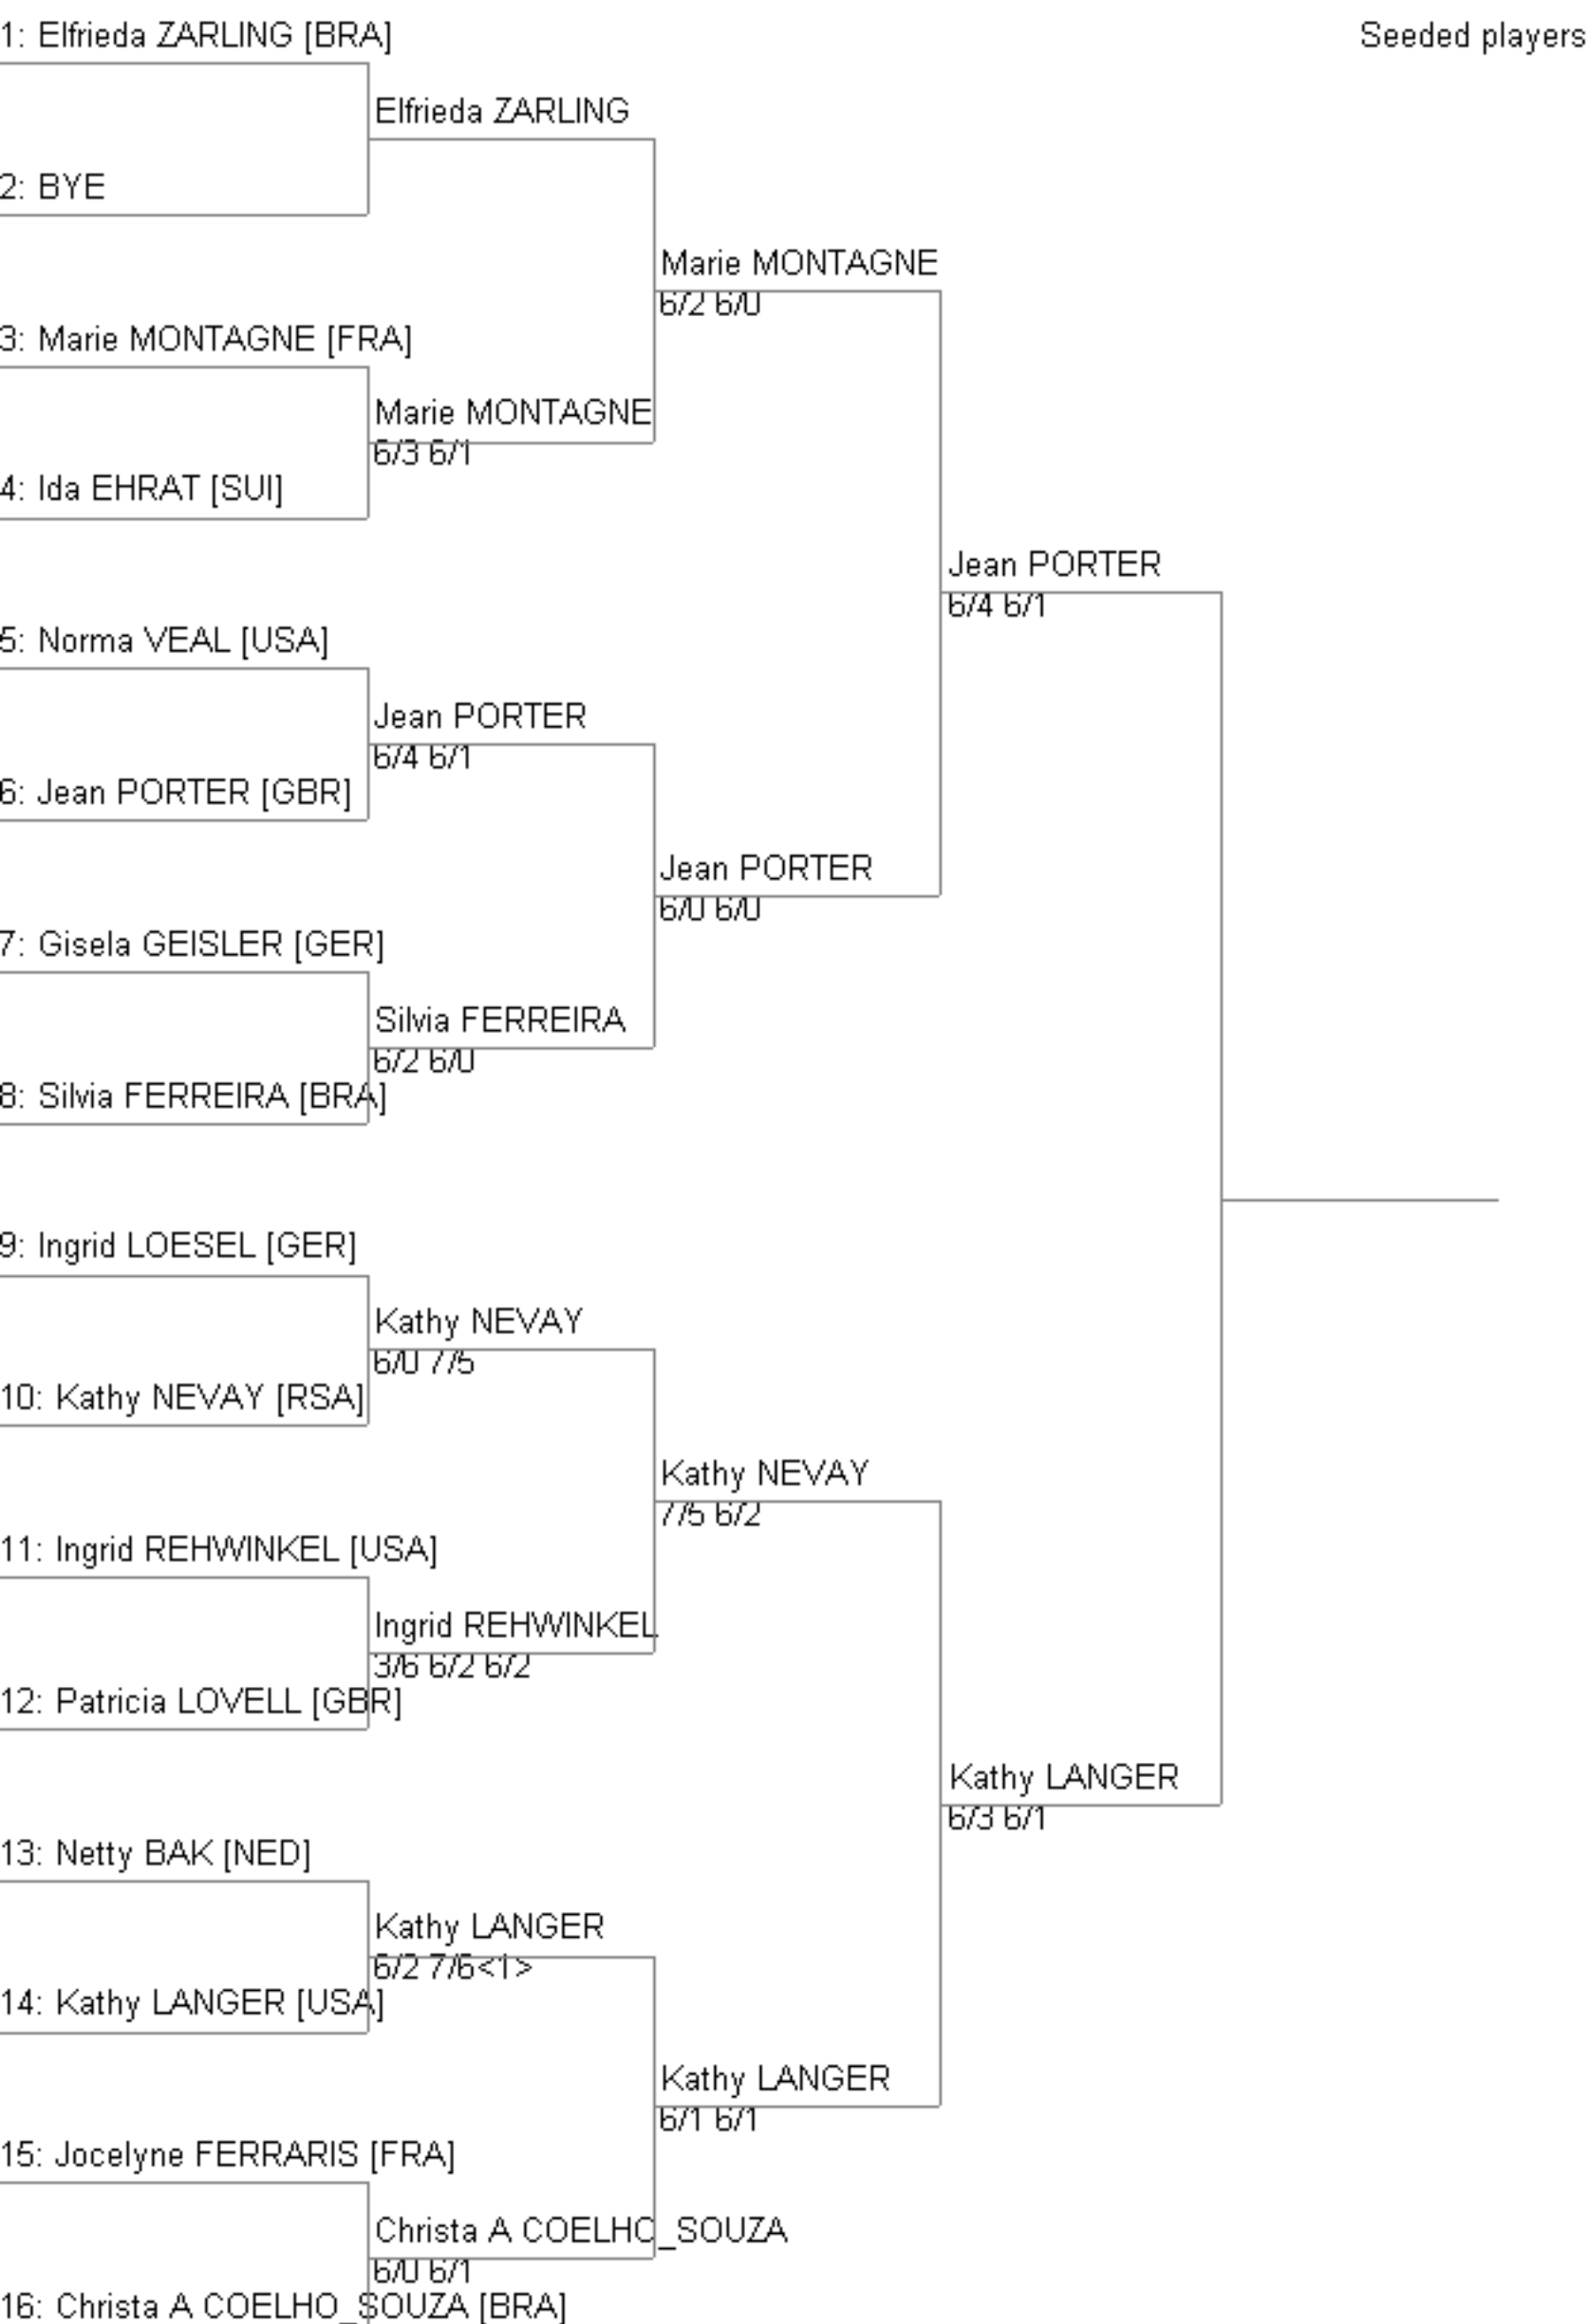 1: Elfrieda ZARLING [BRA]
Seeded players
Elfrieda ZARLING
2: BYE
Marie MONTAGNE
6/2 6/0
3: Marie MONTAGNE [FRA]
Marie MONTAGNE
6/3 6/1
4: Ida EHRAT [SUI]
Jean PORTER
6/4 6/1
5: Norma VEAL [USA]
Jean PORTER
6/4 6/1
6: Jean PORTER [GBR]
Jean PORTER
6/0 6/0
7: Gisela GEISLER [GER]
Silvia FERREIRA
6/2 6/0
8: Silvia FERREIRA [BRA]
9: Ingrid LOESEL [GER]
Kathy NEVAY
6/0 7/5
10: Kathy NEVAY [RSA]
Kathy NEVAY
7/5 6/2
11: Ingrid REHWINKEL [USA]
Ingrid REHWINKEL
3/6 6/2 6/2
12: Patricia LOVELL [GBR]
Kathy LANGER
6/3 6/1
13: Netty BAK [NED]
Kathy LANGER
6/2 7/6<1>
14: Kathy LANGER [USA]
Kathy LANGER
6/1 6/1
15: Jocelyne FERRARIS [FRA]
Christa A COELHO_SOUZA
6/0 6/1
16: Christa A COELHO_SOUZA [BRA]